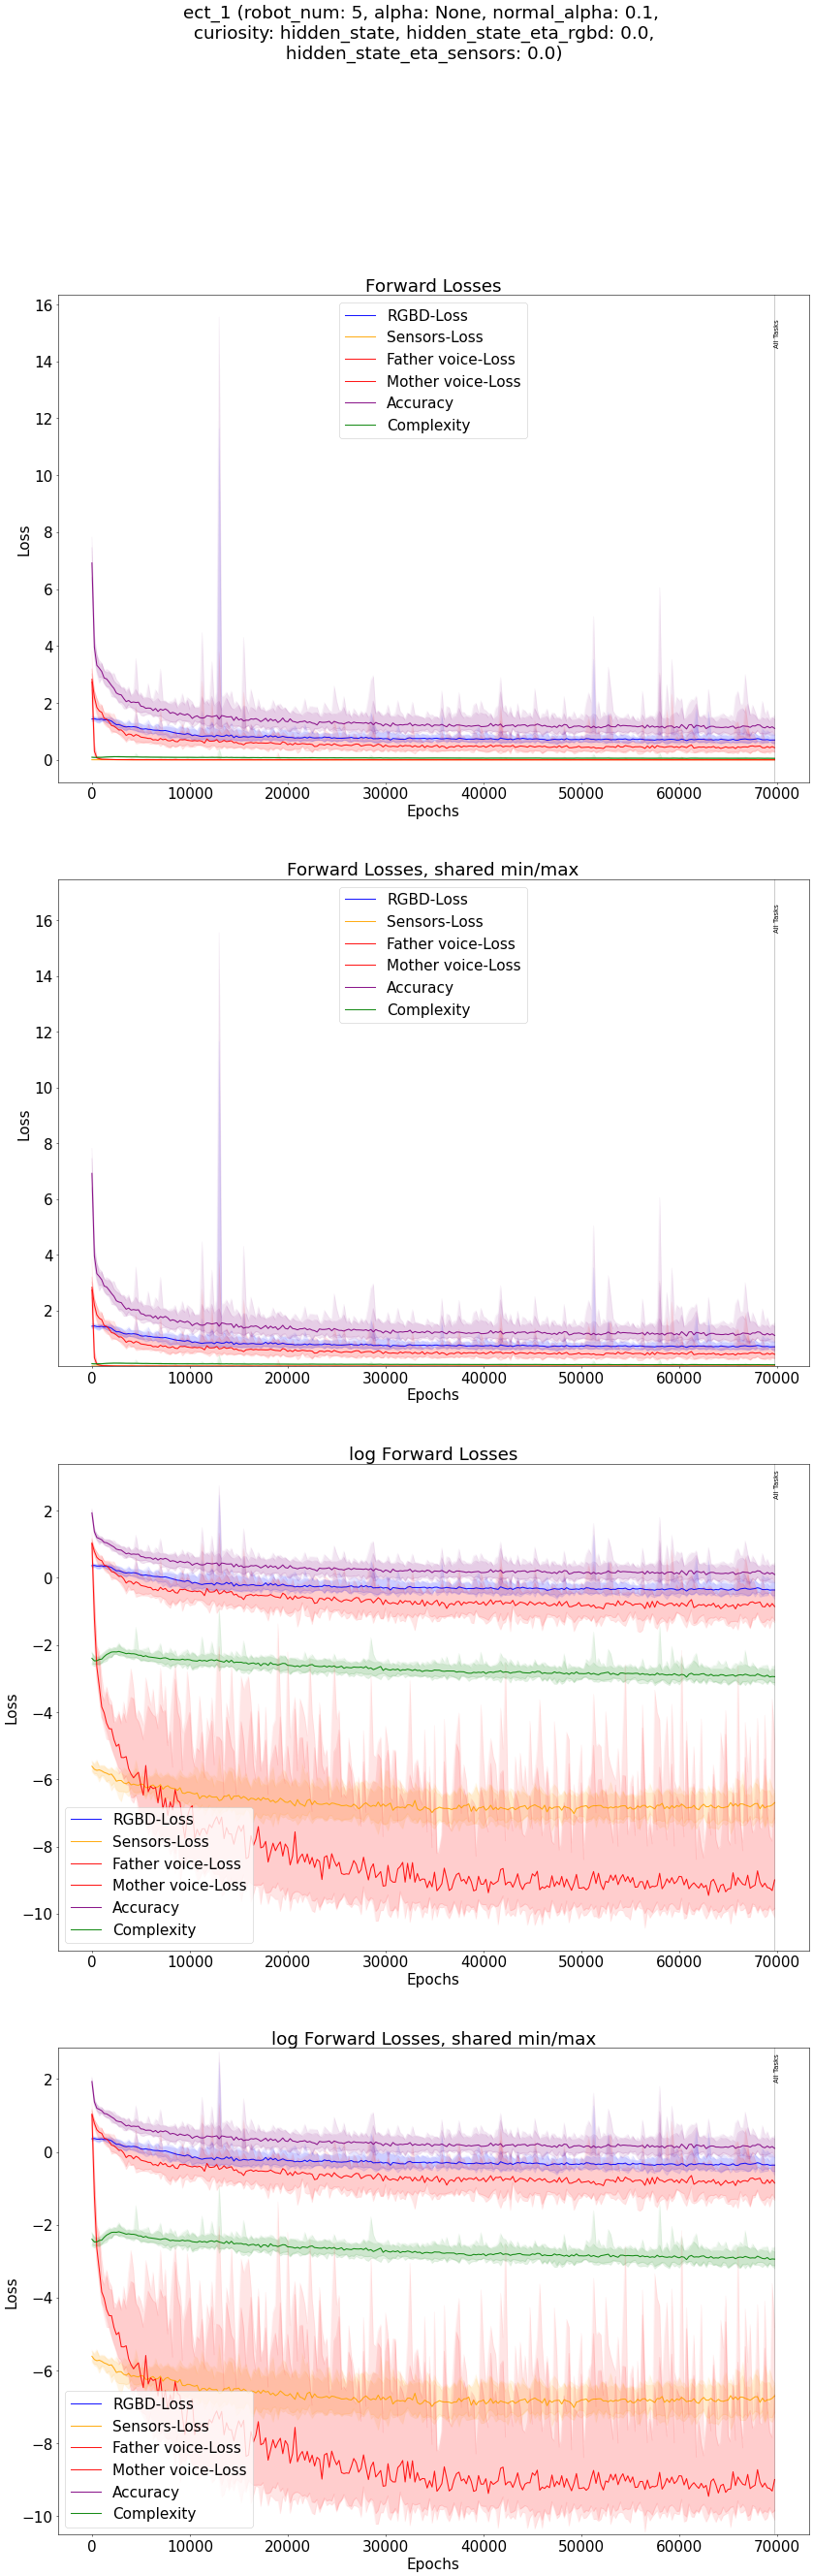 ect_1 (robot_num: 5, alpha: None, normal_alpha: 0.1,
curiosity: hidden_state, hidden_state_eta_rgbd: 0.0,
hidden_state_eta_sensors: 0.0)
Forward Losses
16
14
12
10
8
6
4
2
0
Loss
RGBD-Loss
Sensors-Loss
Father voice-Loss
Mother voice-Loss
Accuracy
Complexity
All Tasks
0 10000 20000 30000 40000 50000 60000 70000
Epochs
Forward Losses, shared min/max
16
14
12
10
8
6
4
2
Loss
RGBD-Loss
Sensors-Loss
Father voice-Loss
Mother voice-Loss
Accuracy
Complexity
All Tasks
0 10000 20000 30000 40000 50000 60000 70000
Epochs
log Forward Losses
2
0
−2
−4
−6
−8
−10
Loss
RGBD-Loss
Sensors-Loss
Father voice-Loss
Mother voice-Loss
Accuracy
Complexity
All Tasks
0 10000 20000 30000 40000 50000 60000 70000
Epochs
log Forward Losses, shared min/max
2
0
−2
−4
−6
−8
−10
Loss
RGBD-Loss
Sensors-Loss
Father voice-Loss
Mother voice-Loss
Accuracy
Complexity
All Tasks
0 10000 20000 30000 40000 50000 60000 70000
Epochs